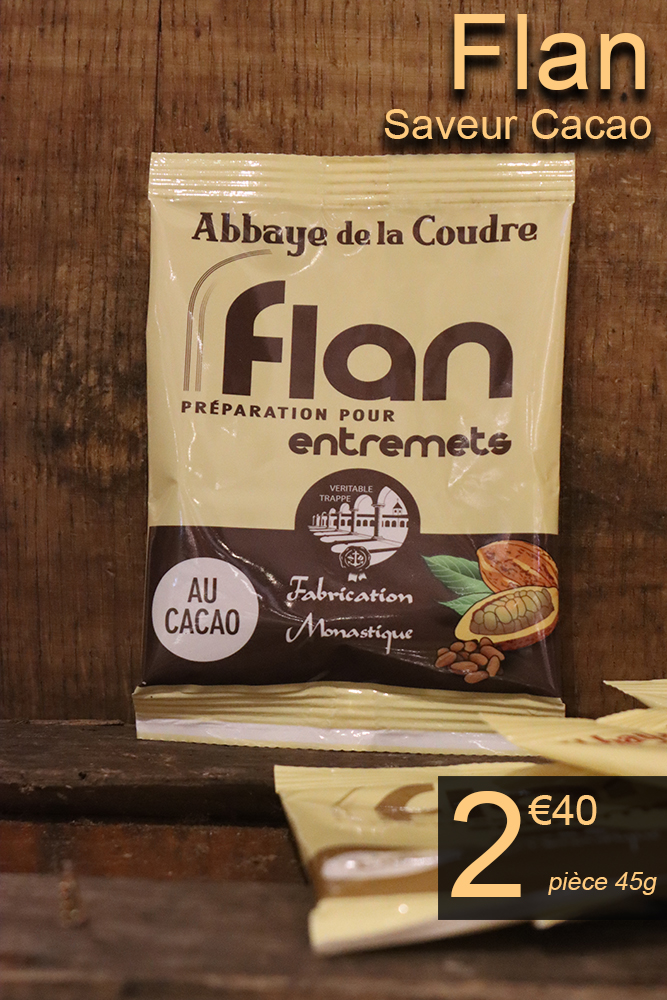 Flan
Saveur Cacao
Abbaye de la Coudre
flan
PRÉPARATION POUR
entremets
VERITABLE
TRAPPE
AU
CACAO
Fabrication
Monastique
2 €40
pièce 45g